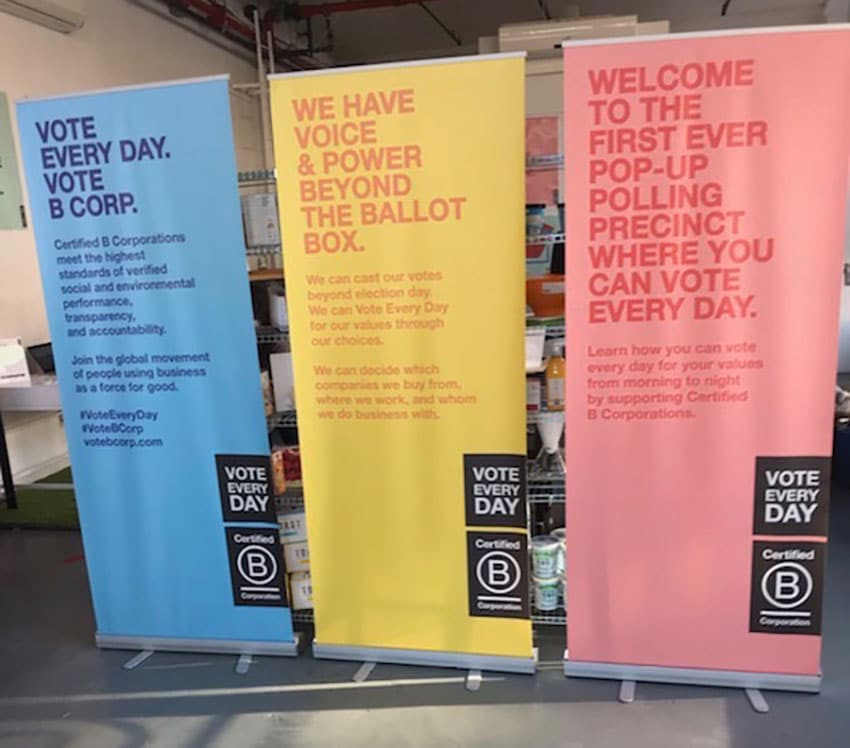 VOTE
EVERY DAY.
VOTE
B CORP.
Certified B Corporations
meet the highest
standards of verified
social and environmental
performance,
transparency,
and accountability.
Join the global movement
of people using business
as a force for good.
#VoteEveryDay
#VoteBCorp
votebcorp.com
VOTE
EVERY
DAY
Certified
B
Corporation
WE HAVE
VOICE
& POWER
BEYOND
THE BALLOT
BOX.
We can cast our votes
beyond election day.
We can Vote Every Day
for our values through
our choices.
We can decide which
companies we buy from,
where we work, and whom
we do business with.
VOTE
EVERY
DAY
Certified
B
Corporation
WELCOME
TO THE
FIRST EVER
POP-UP
POLLING
PRECINCT
WHERE YOU
CAN VOTE
EVERY DAY.
Learn how you can vote
every day for your values
from morning to night
by supporting Certified
B Corporations.
VOTE
EVERY
DAY
Certified
B
Corporation